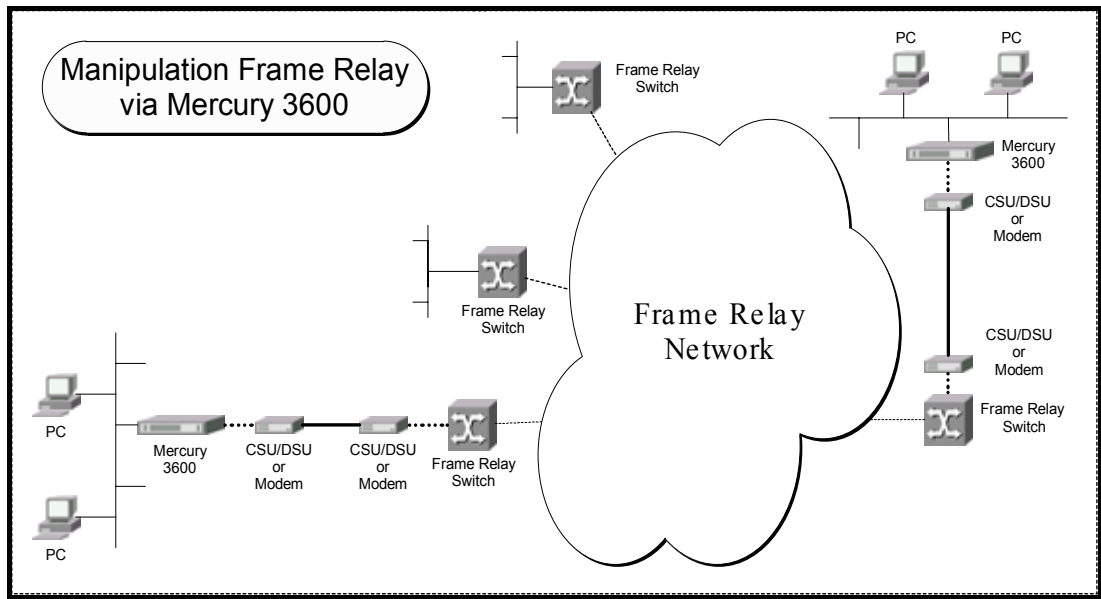 Manipulation Frame Relay
via Mercury 3600
Frame Relay
Switch
PC
PC
Mercury
3600
CSU/DSU
or
Modem
Frame Relay
Switch
Frame Relay
Network
CSU/DSU
or
Modem
Frame Relay
Switch
PC
Mercury
3600
CSU/DSU
or
Modem
CSU/DSU
or
Modem
Frame Relay
Switch
PC